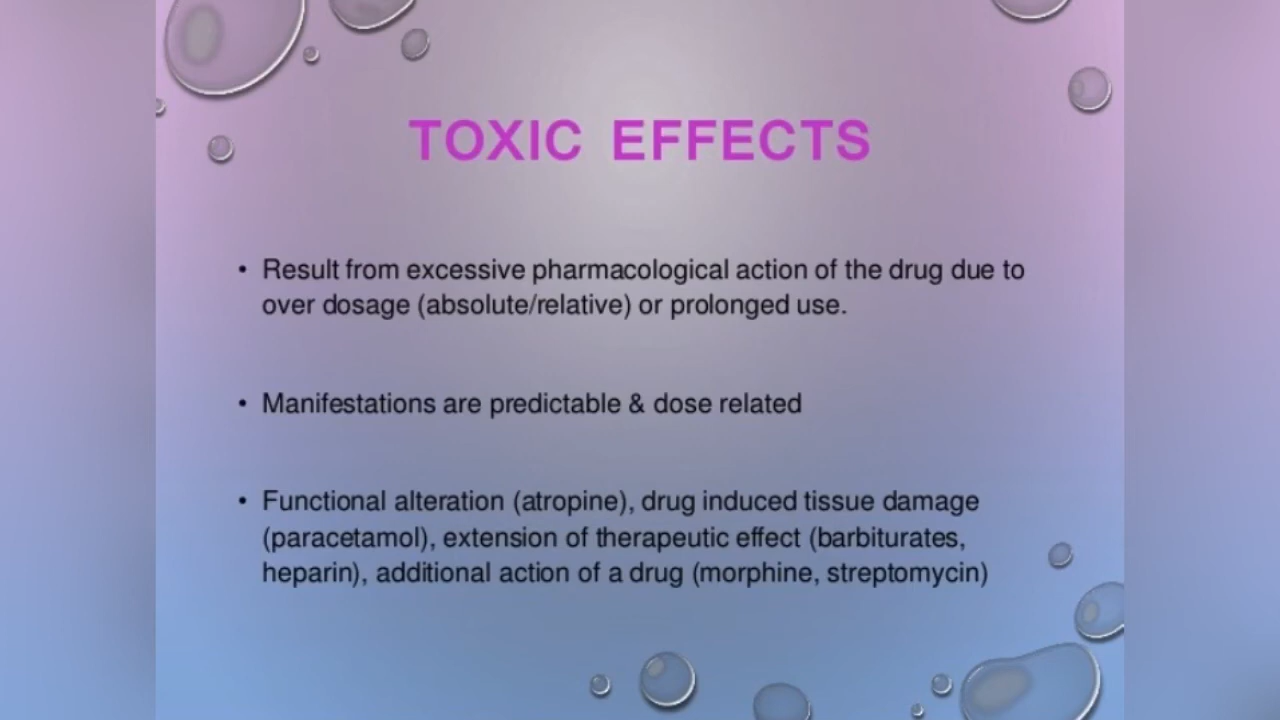 TOXIC EFFECTS
• Result from excessive pharmacological action of the drug due to
over dosage (absolute/relative) or prolonged use.
• Manifestations are predictable & dose related
• Functional alteration (atropine), drug induced tissue damage
(paracetamol), extension of therapeutic effect (barbiturates,
heparin), additional action of a drug (morphine, streptomycin)